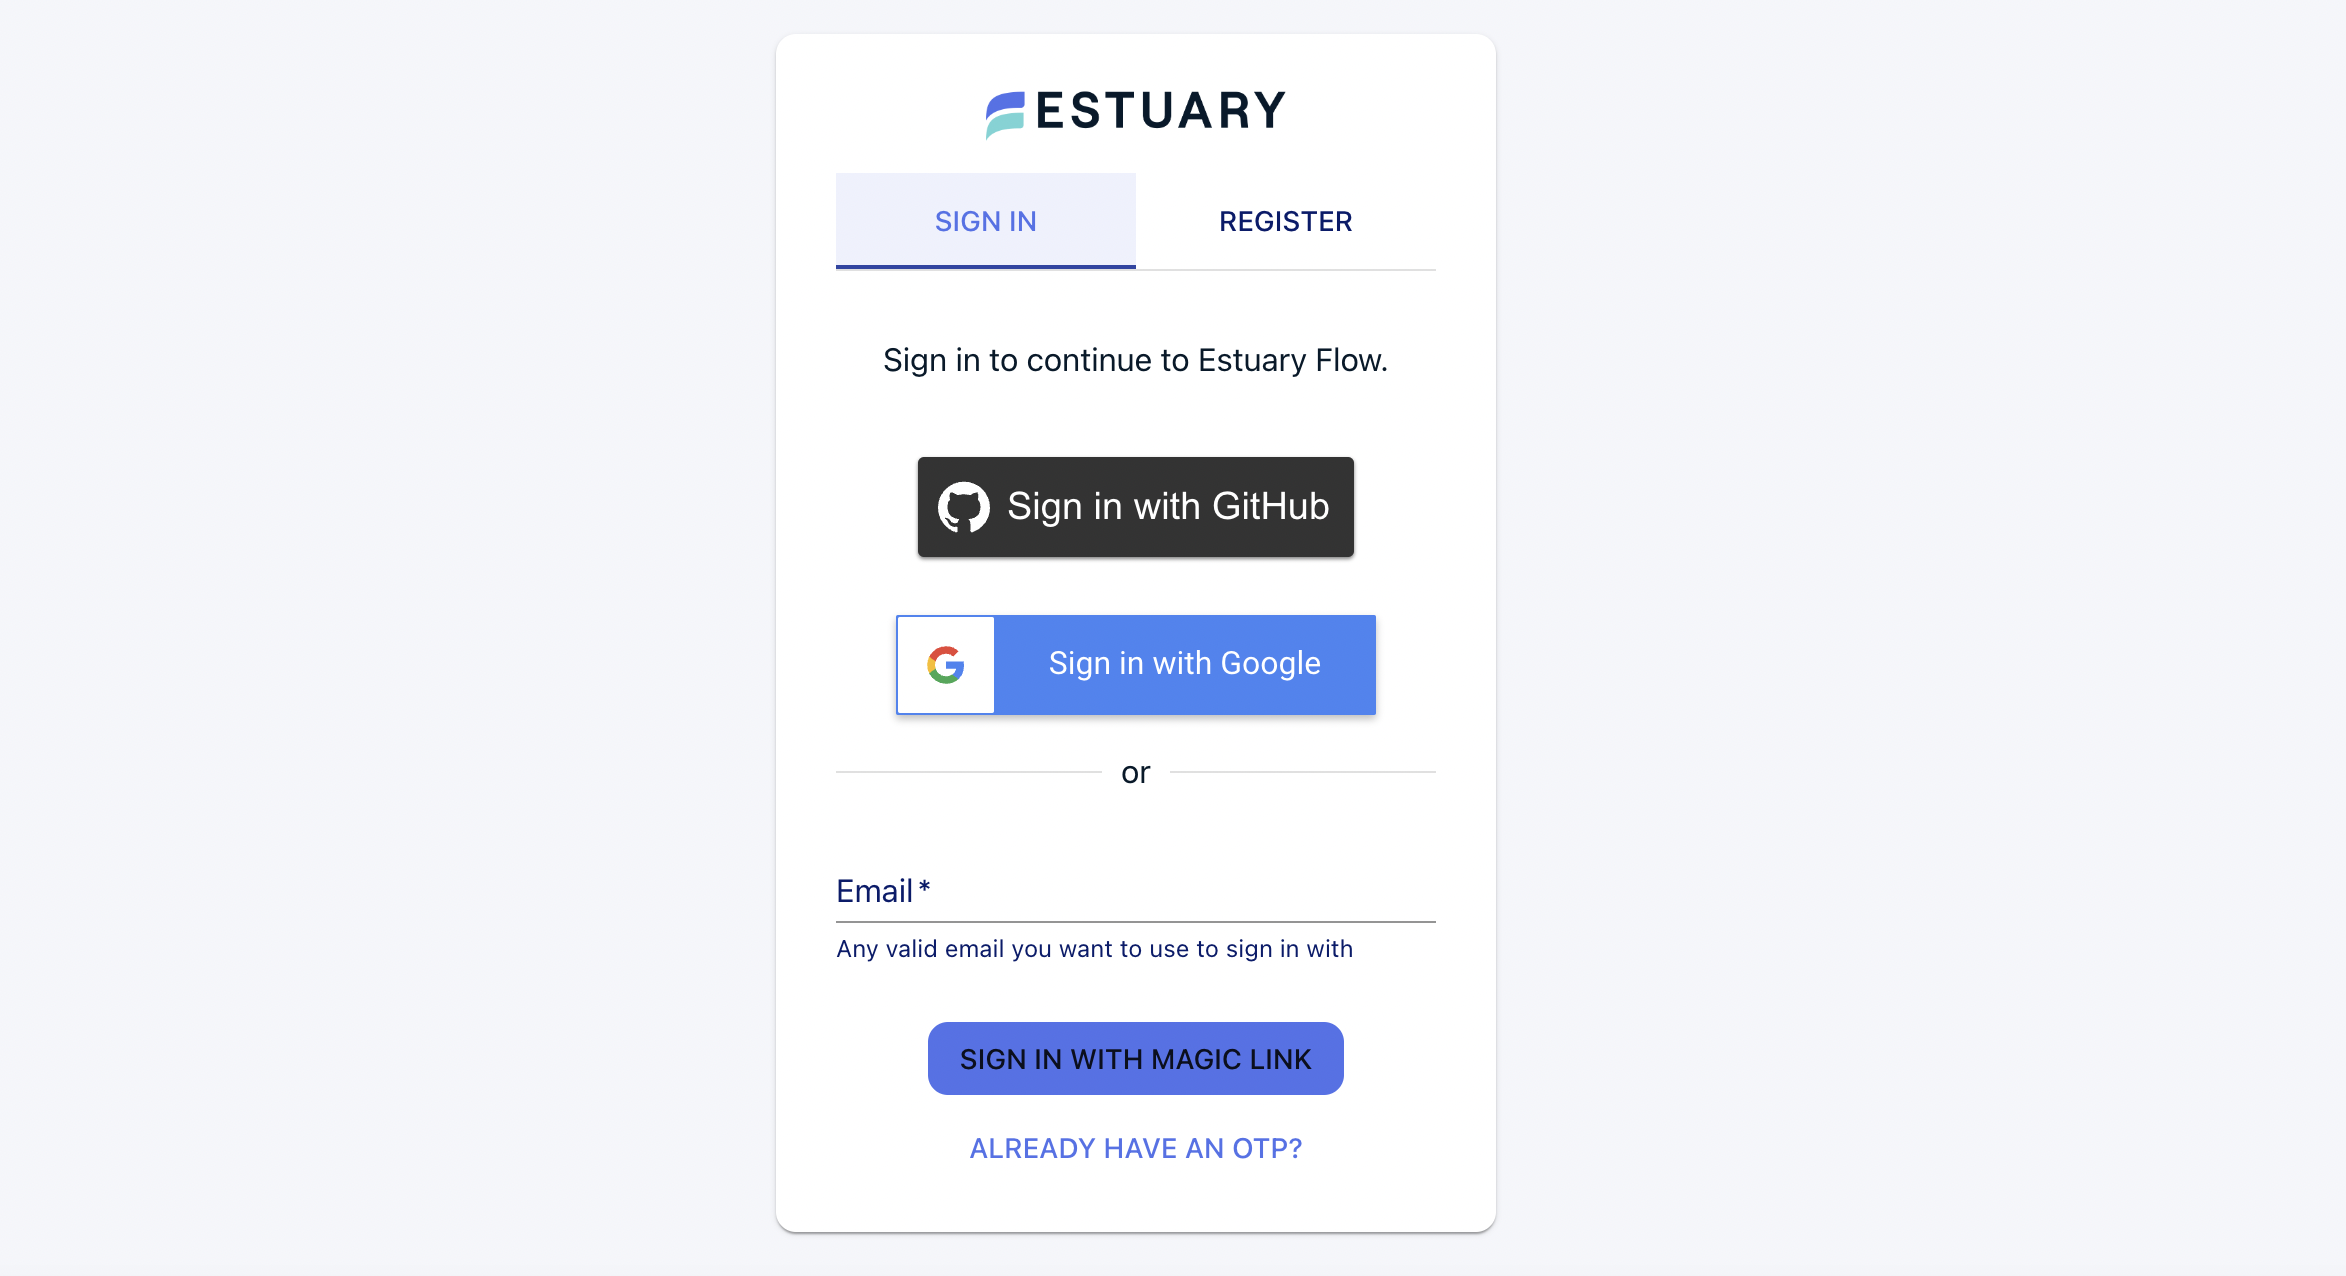 ESTUARY
SIGN IN
REGISTER
Sign in to continue to Estuary Flow.
Sign in with GitHub
Sign in with Google
or
Email *
Any valid email you want to use to sign in with
SIGN IN WITH MAGIC LINK
ALREADY HAVE AN OTP?